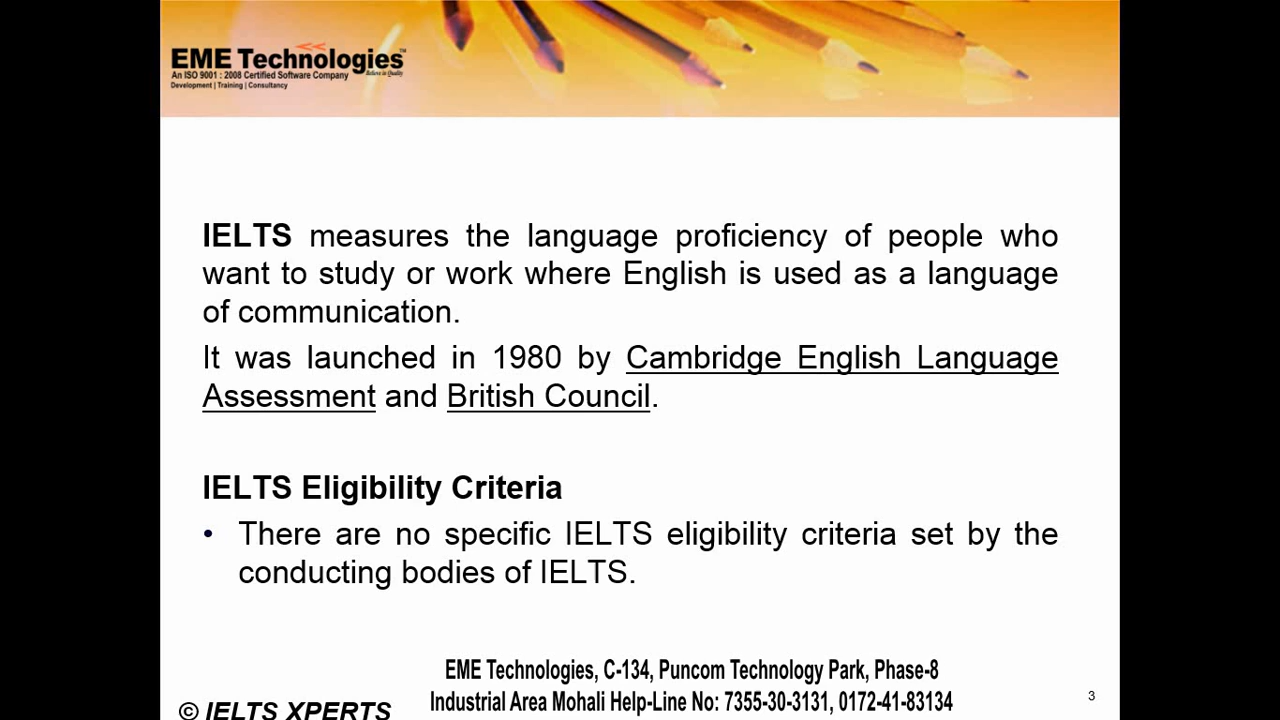 EME Technologies™
An ISO 9001 : 2008 Certified Software Company
Believe in Quality
Development | Training | Consultancy
IELTS measures the language proficiency of people who
want to study or work where English is used as a language
of communication.
It was launched in 1980 by Cambridge English Language
Assessment and British Council.
IELTS Eligibility Criteria
• There are no specific IELTS eligibility criteria set by the
conducting bodies of IELTS.
EME Technologies, C-134, Puncom Technology Park, Phase-8
Industrial Area Mohali Help-Line No: 7355-30-3131, 0172-41-83134
© IELTS XPERTS
3